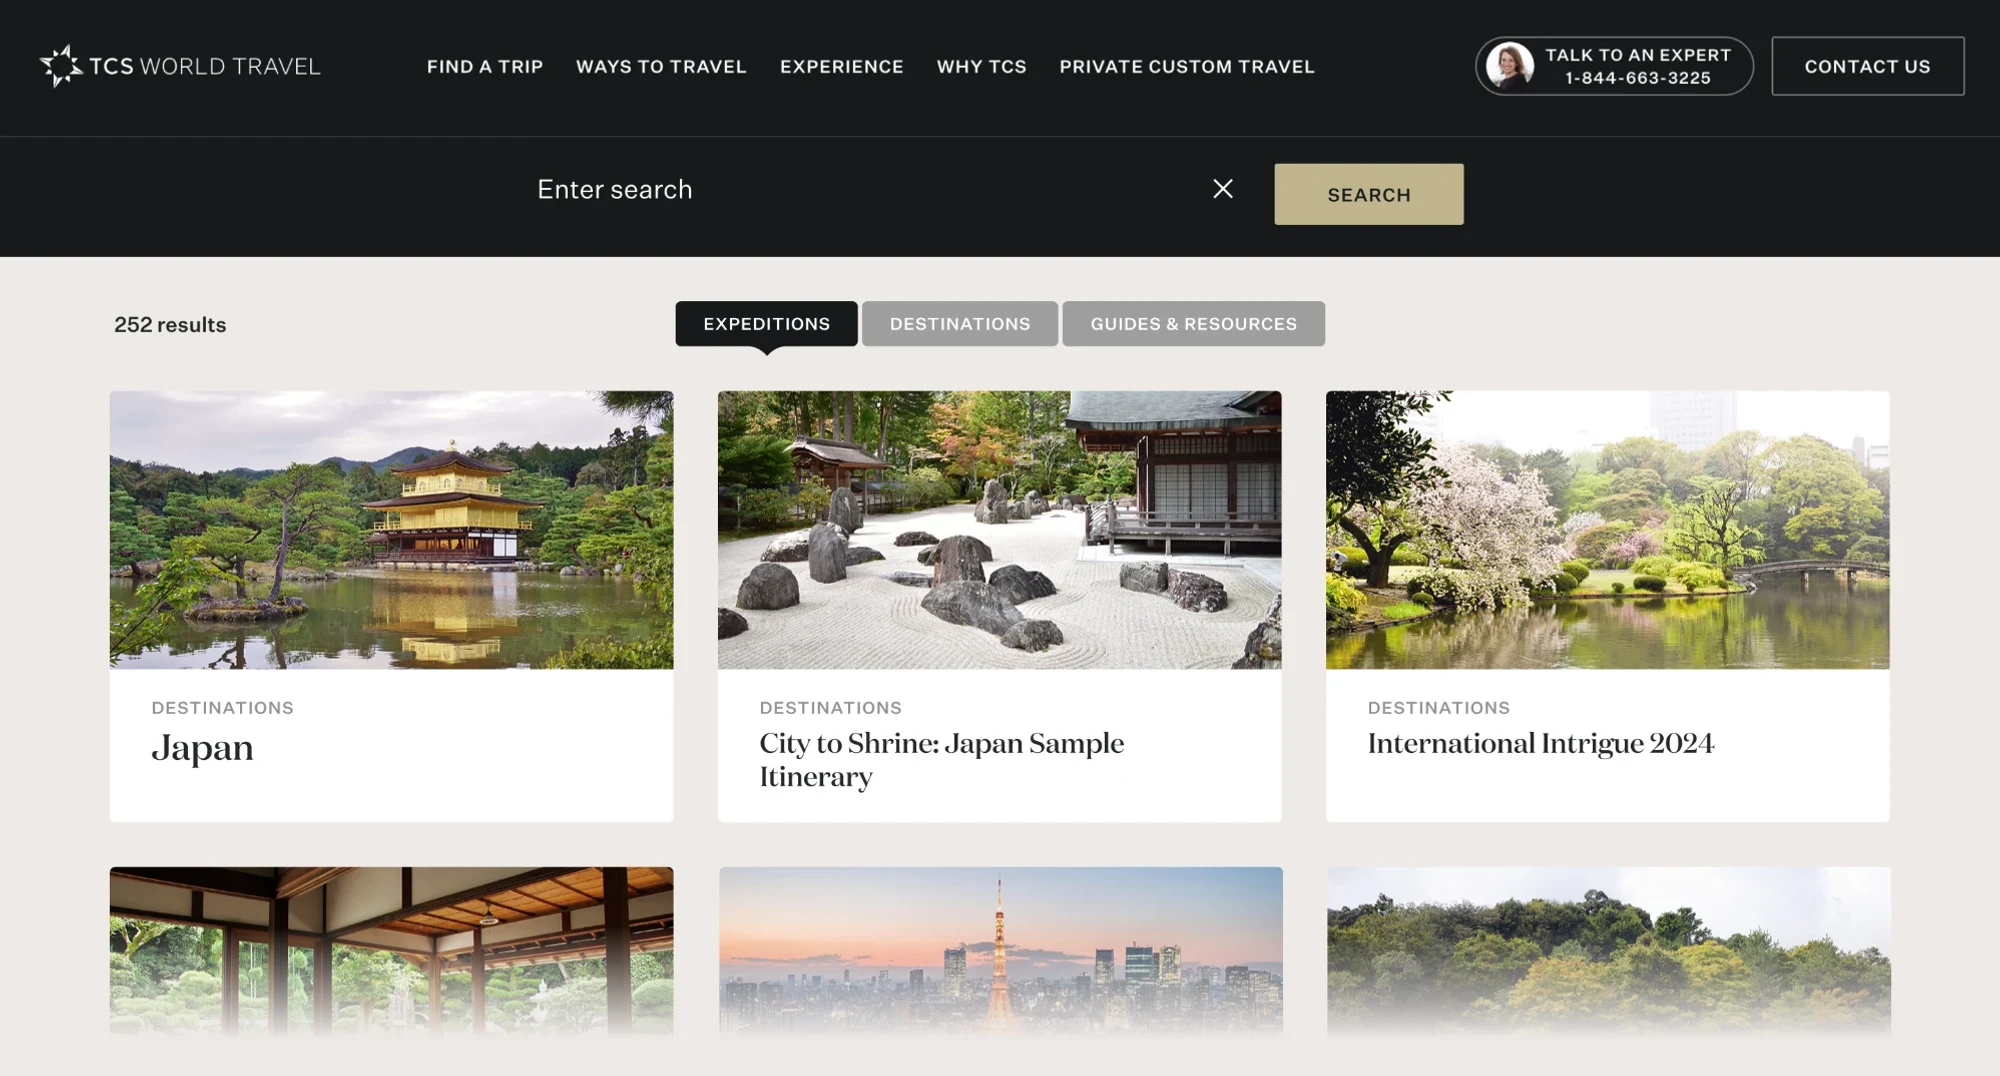 TCS WORLD TRAVEL
FIND A TRIP
WAYS TO TRAVEL
EXPERIENCE
WHY TCS
PRIVATE CUSTOM TRAVEL
TALK TO AN EXPERT
1-844-663-3225
CONTACT US
Enter search
SEARCH
252 results
EXPEDITIONS
DESTINATIONS
GUIDES & RESOURCES
DESTINATIONS
Japan
DESTINATIONS
City to Shrine: Japan Sample
Itinerary
DESTINATIONS
International Intrigue 2024